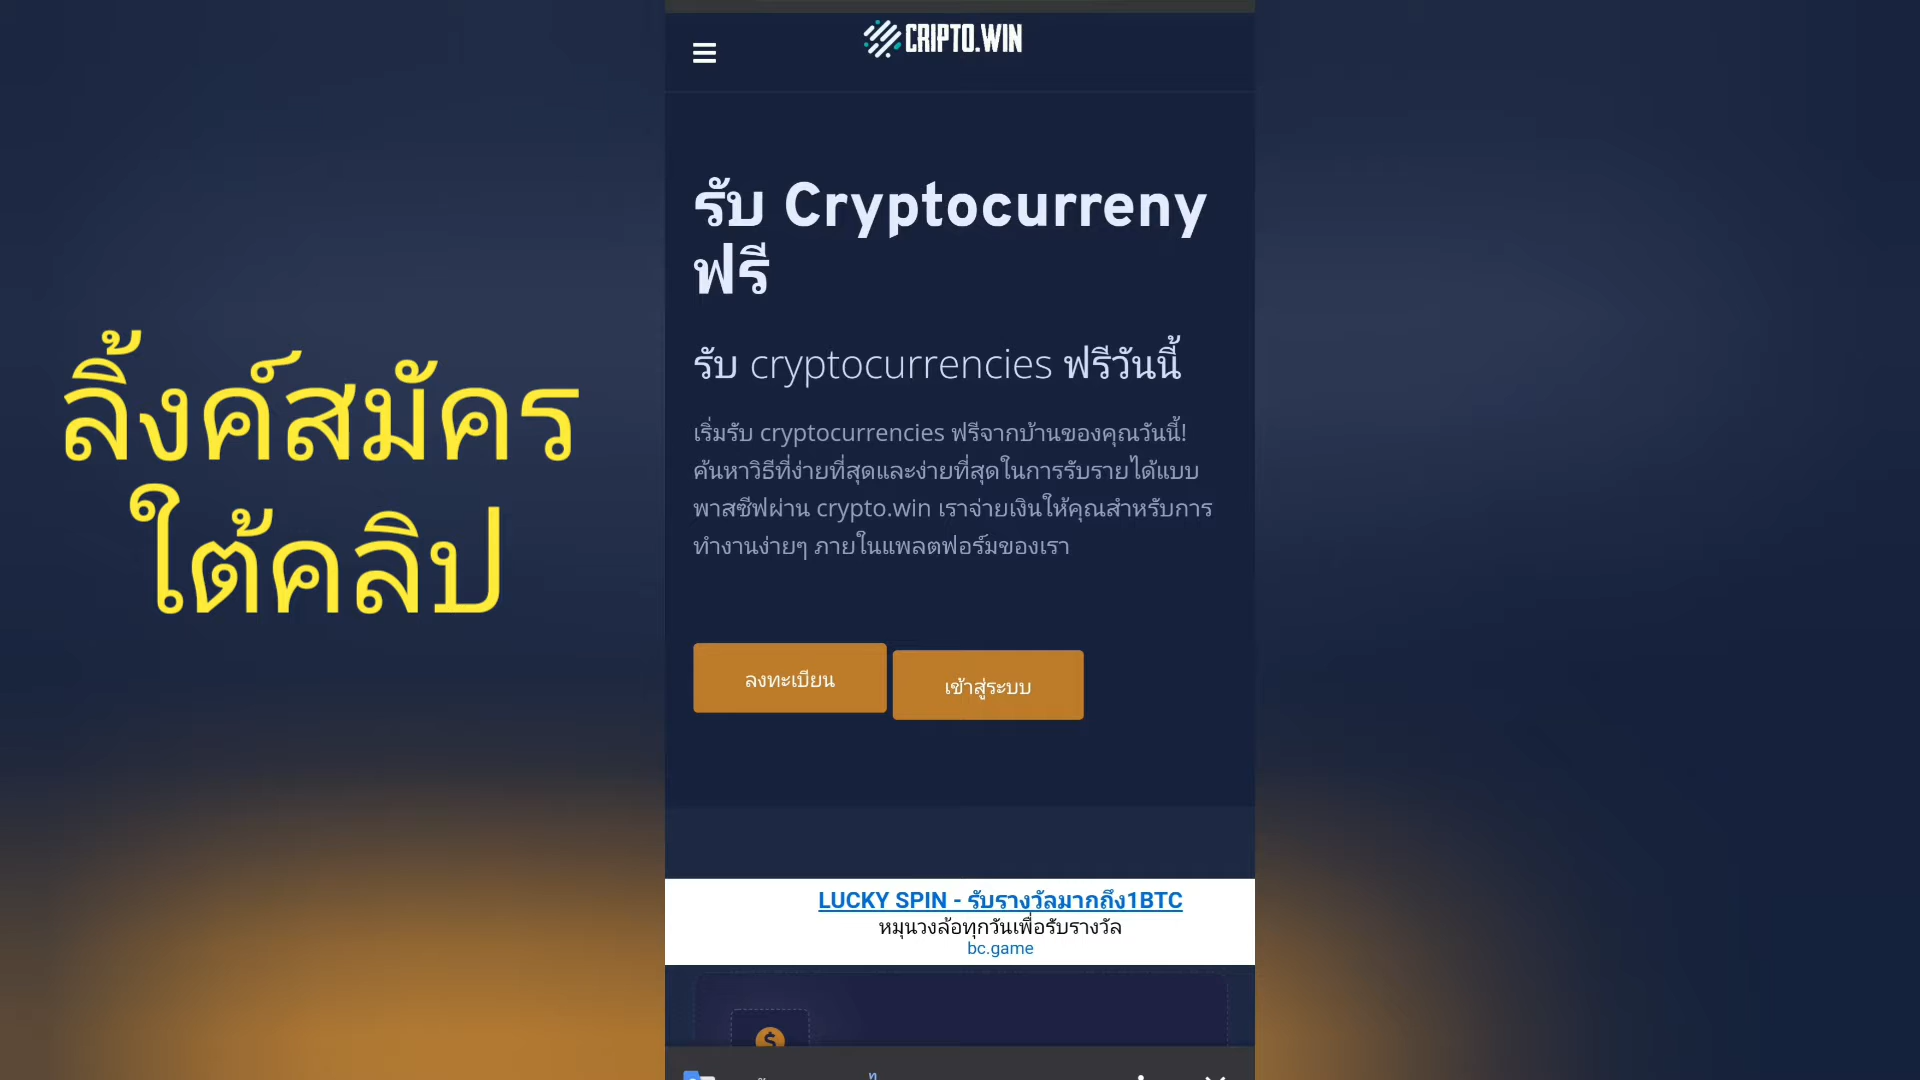 CRIPTO.WIN
รับ Cryptocurreny
ฟรี
รับ cryptocurrencies ฟรีวันนี้
เริ่มรับ cryptocurrencies ฟรีจากบ้านของคุณวันนี้!
ค้นหาวิธีที่ง่ายที่สุดและง่ายที่สุดในการรับรายได้แบบ
พาสซีฟผ่าน crypto.win เราจ่ายเงินให้คุณสำหรับการ
ทำงานง่ายๆ ภายในแพลตฟอร์มของเรา
ลิ้งค์สมัคร
ใต้คลิป
ลงทะเบียน
เข้าสู่ระบบ
LUCKY SPIN - รับรางวัลมากถึง1BTC
หมุนวงล้อทุกวันเพื่อรับรางวัล
bc.game